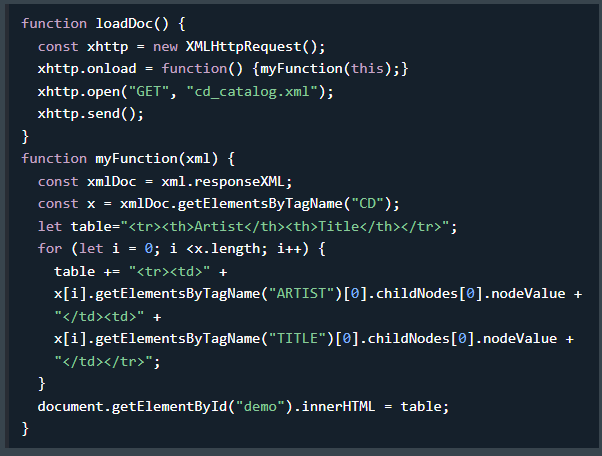 function loadDoc() {
  const xhttp = new XMLHttpRequest();
  xhttp.onload = function() {myFunction(this);}
  xhttp.open("GET", "cd_catalog.xml");
  xhttp.send();
}
function myFunction(xml) {
  const xmlDoc = xml.responseXML;
  const x = xmlDoc.getElementsByTagName("CD");
  let table="<tr><th>Artist</th><th>Title</th></tr>";
  for (let i = 0; i <x.length; i++) {
    table += "<tr><td>" +
    x[i].getElementsByTagName("ARTIST")[0].childNodes[0].nodeValue +
    "</td><td>" +
    x[i].getElementsByTagName("TITLE")[0].childNodes[0].nodeValue +
    "</td></tr>";
  }
  document.getElementById("demo").innerHTML = table;
}